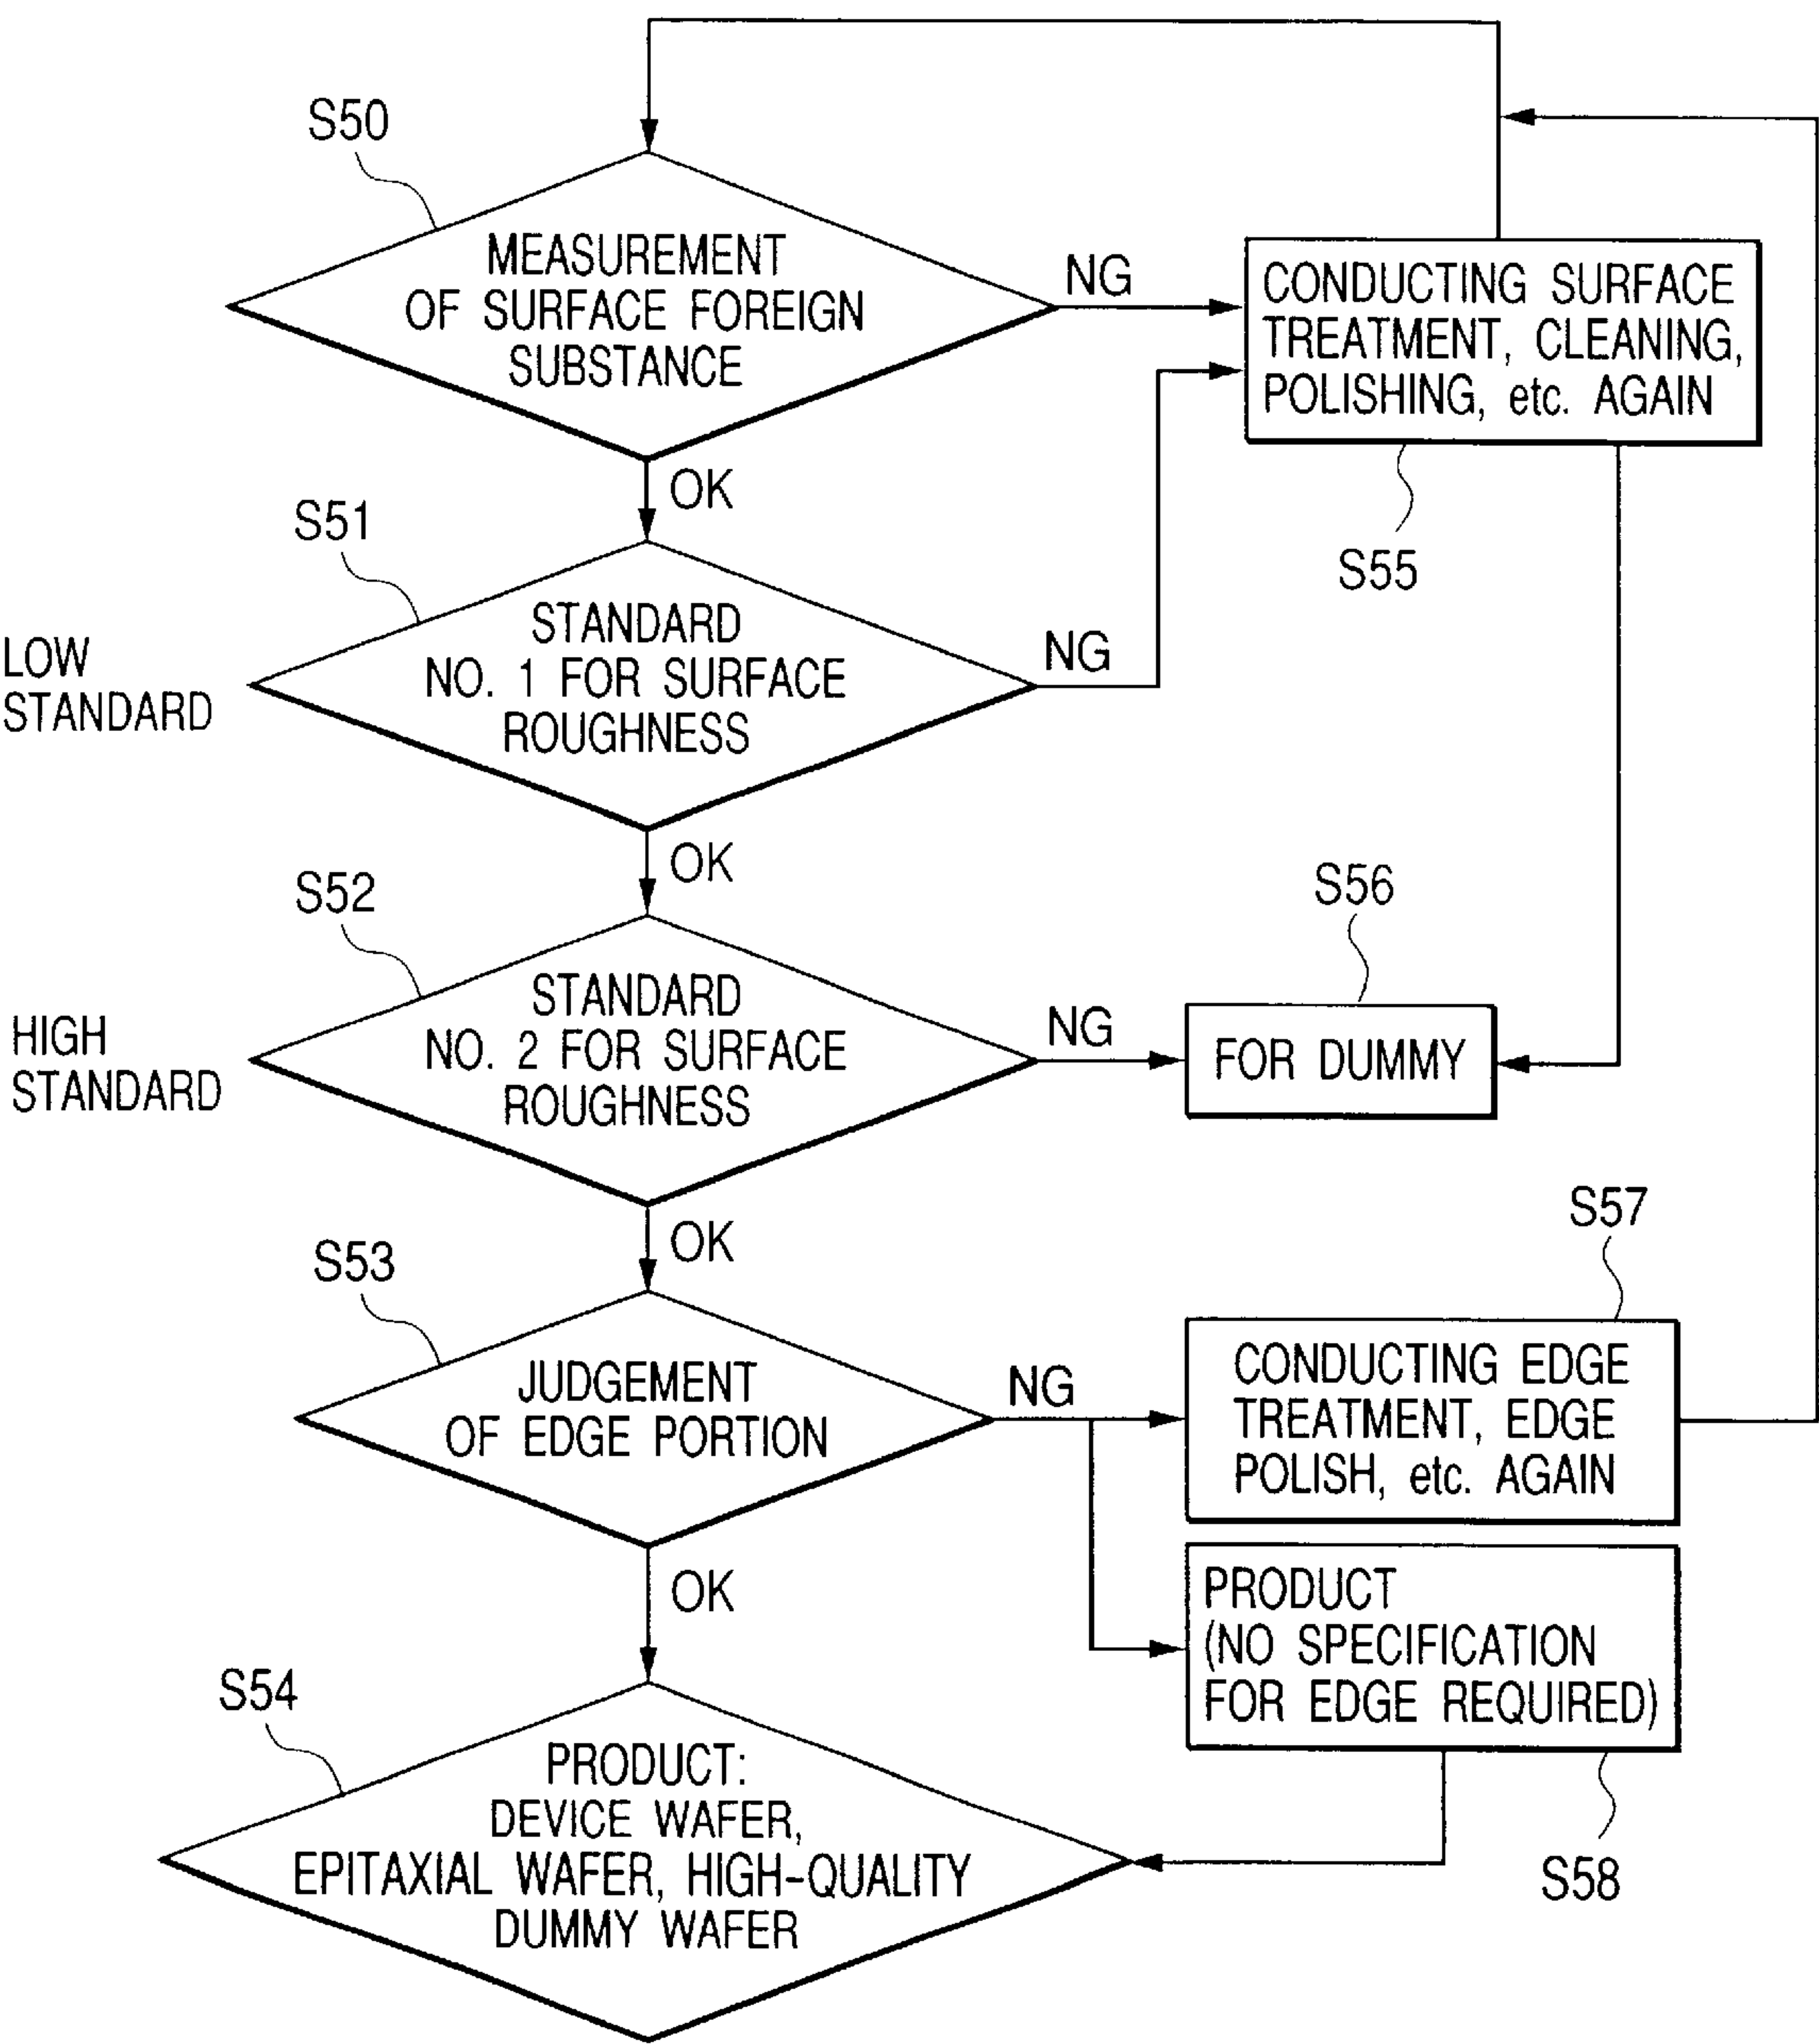 S50
MEASUREMENT
OF SURFACE FOREIGN
SUBSTANCE
NG
CONDUCTING SURFACE
TREATMENT, CLEANING,
POLISHING, etc. AGAIN
S55
OK
S51
LOW
STANDARD
STANDARD
NO. 1 FOR SURFACE
ROUGHNESS
NG
OK
S52
HIGH
STANDARD
STANDARD
NO. 2 FOR SURFACE
ROUGHNESS
NG
S56
FOR DUMMY
OK
S53
JUDGEMENT
OF EDGE PORTION
NG
S57
CONDUCTING EDGE
TREATMENT, EDGE
POLISH, etc. AGAIN
PRODUCT
(NO SPECIFICATION
FOR EDGE REQUIRED)
S58
OK
S54
PRODUCT:
DEVICE WAFER,
EPITAXIAL WAFER, HIGH-QUALITY
DUMMY WAFER